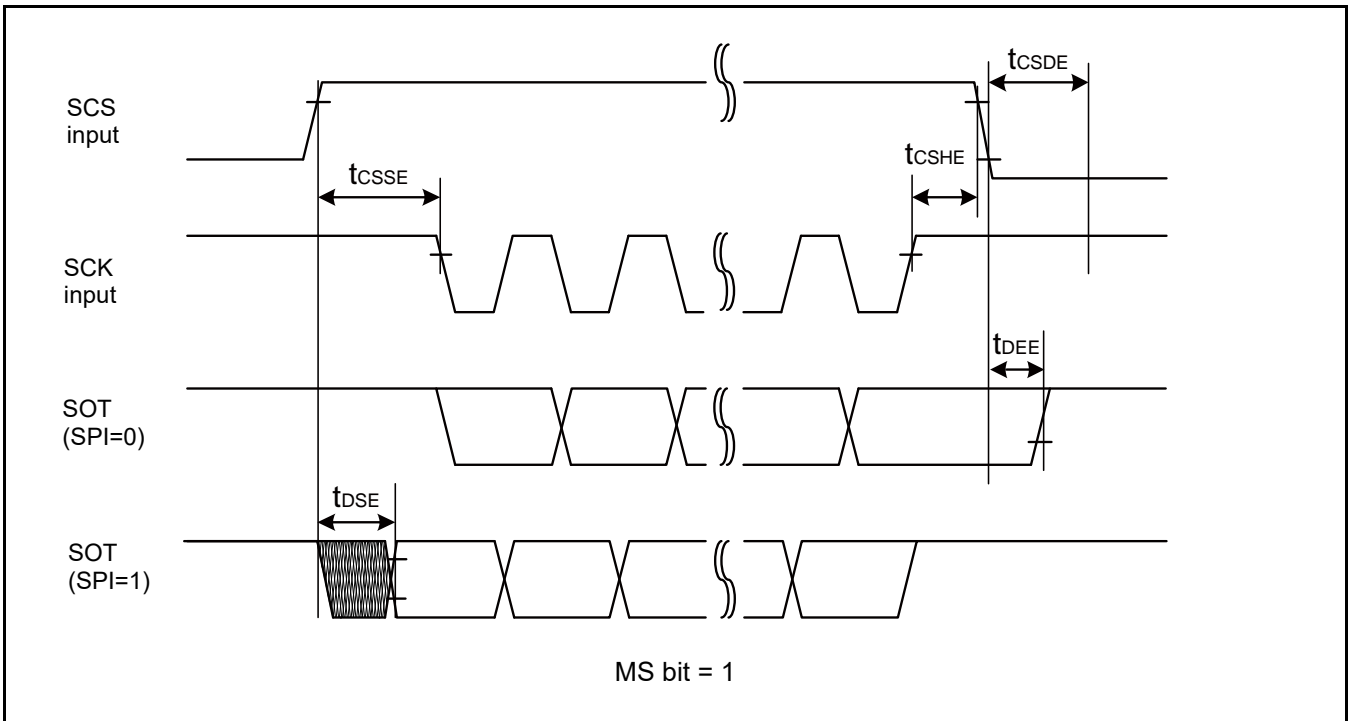 tCSDE
SCS
input
tCSHE
tCSSE
SCK
input
tDEE
SOT
(SPI=0)
tDSE
SOT
(SPI=1)
MS bit = 1